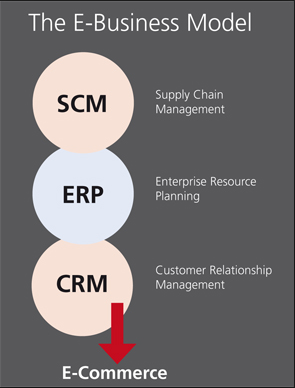 The E-Business Model
SCM
Supply Chain
Management
ERP
Enterprise Resource
Planning
CRM
Customer Relationship
Management
E-Commerce